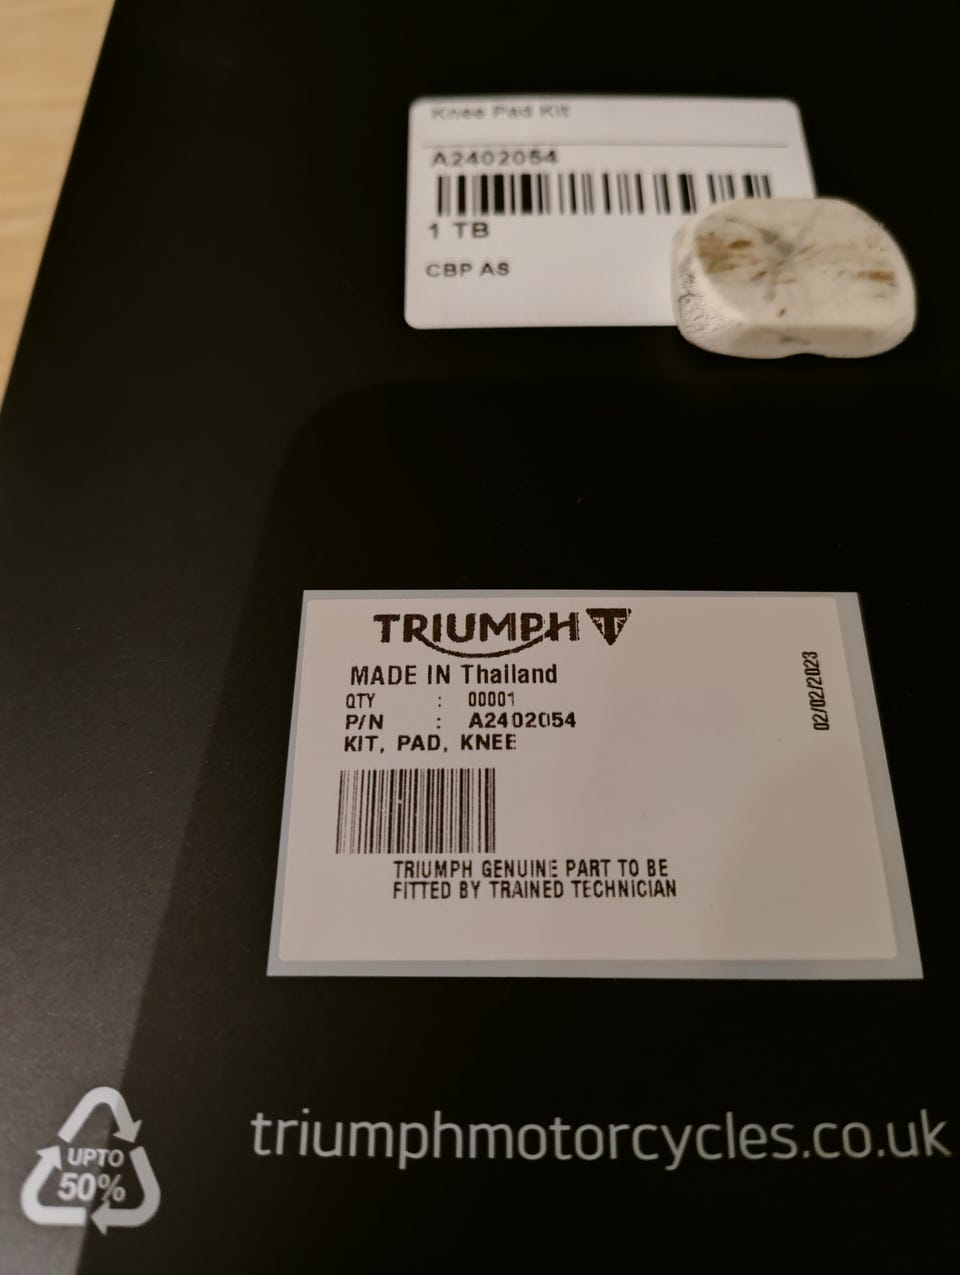 Knee Pad Kit
A2402054
1 TB
CBP AS
TRIUMPH
MADE IN Thailand
QTY : 00001
P/N : A2402054
KIT, PAD, KNEE
02/02/2023
TRIUMPH GENUINE PART TO BE
FITTED BY TRAINED TECHNICIAN
triumphmotorcycles.co.uk
UPTO
50%